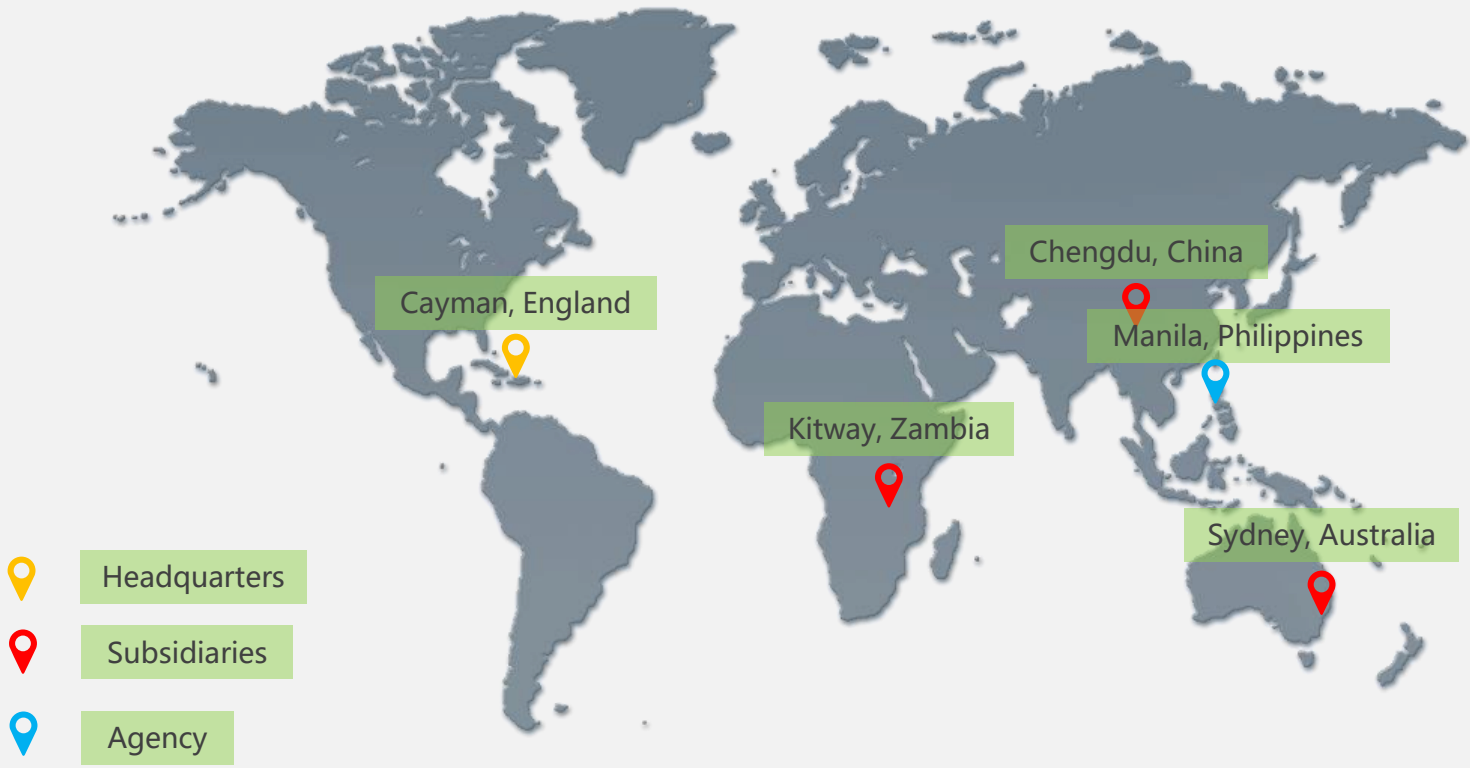 Chengdu, China
Cayman, England
Manila, Philippines
Kitway, Zambia
Sydney, Australia
Headquarters
Subsidiaries
Agency